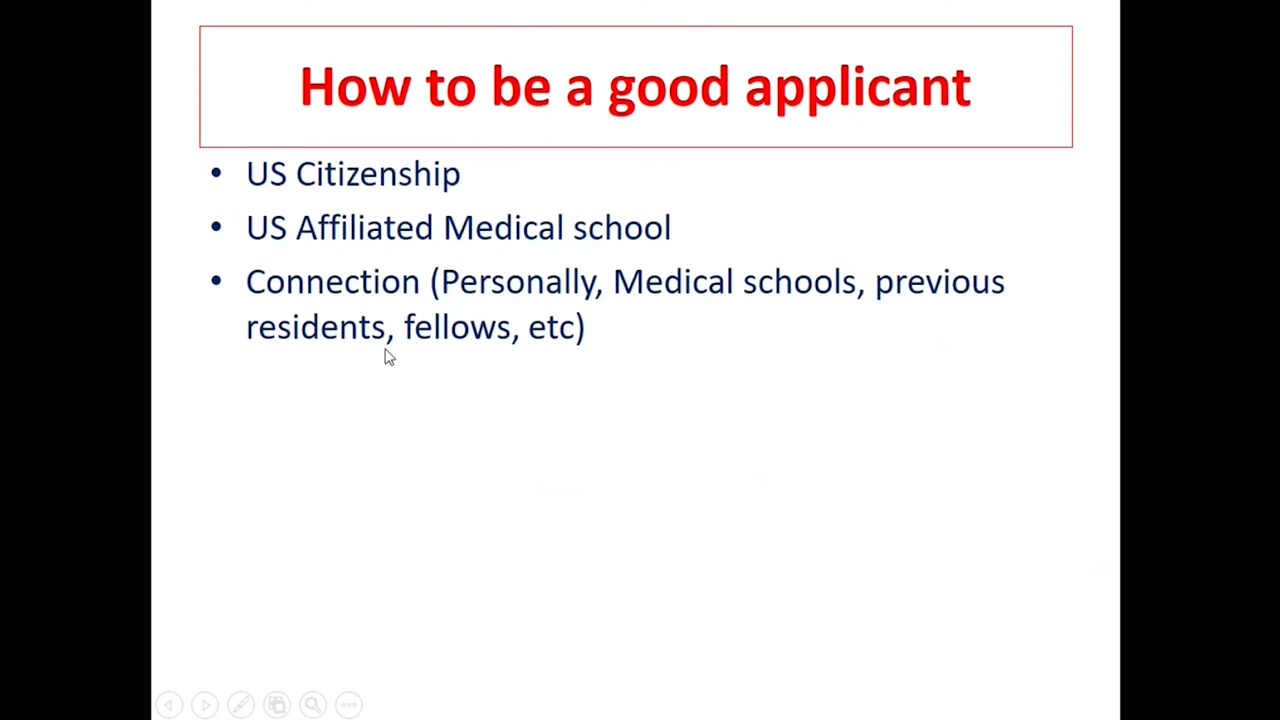 How to be a good applicant
• US Citizenship
• US Affiliated Medical school
• Connection (Personally, Medical schools, previous
residents, fellows, etc)